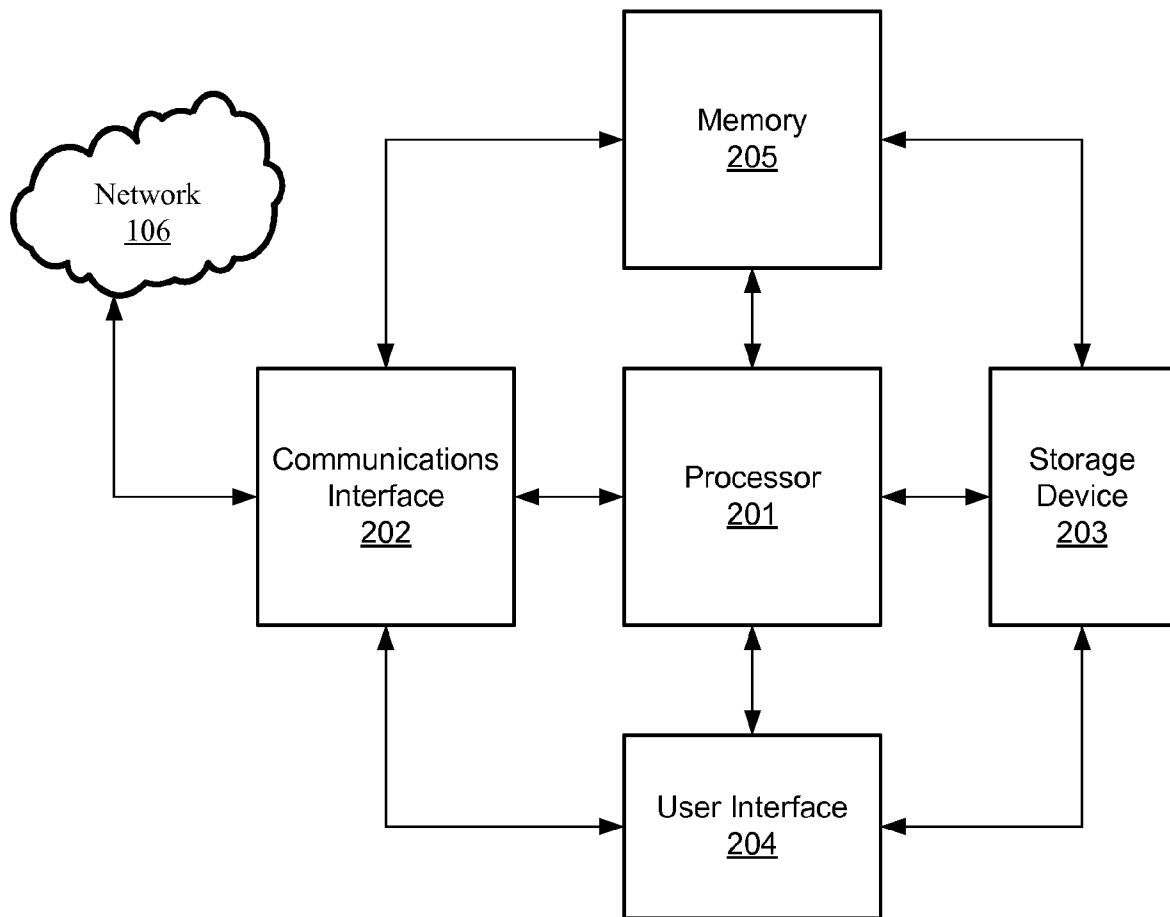 Memory
205
Network
106
Communications
Interface
202
Processor
201
Storage
Device
203
User Interface
204